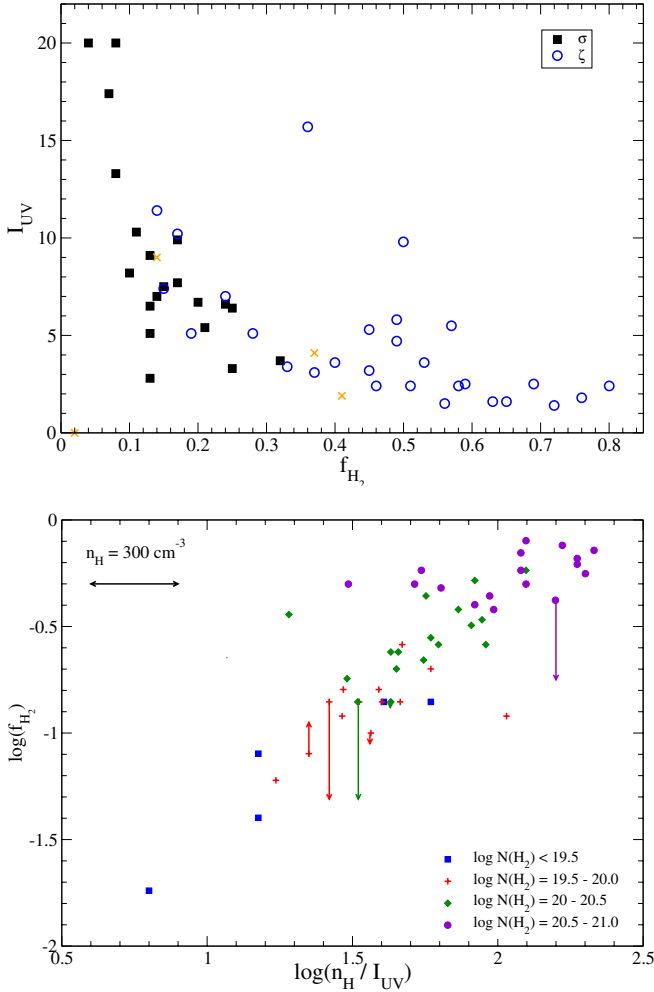 20
15
10
5
0
I_UV
σ
ζ
0 0.1 0.2 0.3 0.4 0.5 0.6 0.7 0.8
f_H₂
0
-0.5
-1
-1.5
-2
log(f_H₂)
n_H = 300 cm⁻³
log N(H₂) < 19.5
log N(H₂) = 19.5 - 20.0
log N(H₂) = 20 - 20.5
log N(H₂) = 20.5 - 21.0
0.5 1 1.5 2 2.5
log(n_H / I_UV)